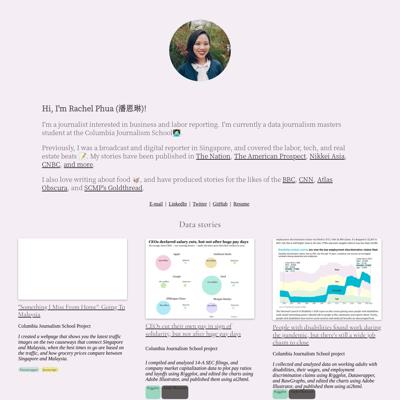 Hi, I'm Rachel Phua (潘恩琳)!
I'm a journalist interested in business and labor reporting. I'm currently a data journalism masters
student at the Columbia Journalism School
Previously, I was a broadcast and digital reporter in Singapore, and covered the labor, tech, and real
estate beats. My stories have been published in The Nation, The American Prospect, Nikkei Asia,
CNBC, and more.
I also love writing about food, and have produced stories for the likes of the BBC, CNN, Atlas
Obscura, and SCMP's Goldthread.
E-mail | LinkedIn | Twitter | GitHub | Resume
Data stories
"Something I Miss From Home": Going To
Malaysia
Columbia Journalism School Project
I created a webpage that shows you the latest traffic
images on the two causeways that connect Singapore
and Malaysia, when the best times to go are based on
the traffic, and how grocery prices compare between
Singapore and Malaysia.
CEOs declared salary cuts, but not after huge pay days
CEOs cut their own pay in sign of
solidarity, but not after huge pay days
Columbia Journalism School project
I compiled and analyzed 14-A SEC filings, and
company market capitalization data to plot pay ratios
and layoffs using Rggplot, and edited the charts using
Adobe Illustrator, and published them using ai2html.
People with disabilities found work during
the pandemic, but there's still a wide job
chasm to close
Columbia Journalism School project
I analyzed and compiled data on employment
discrimination claims using Rggplot, Datawrapper,
and RawGraphs, and edited the charts using Adobe
Illustrator, and published them using ai2html.